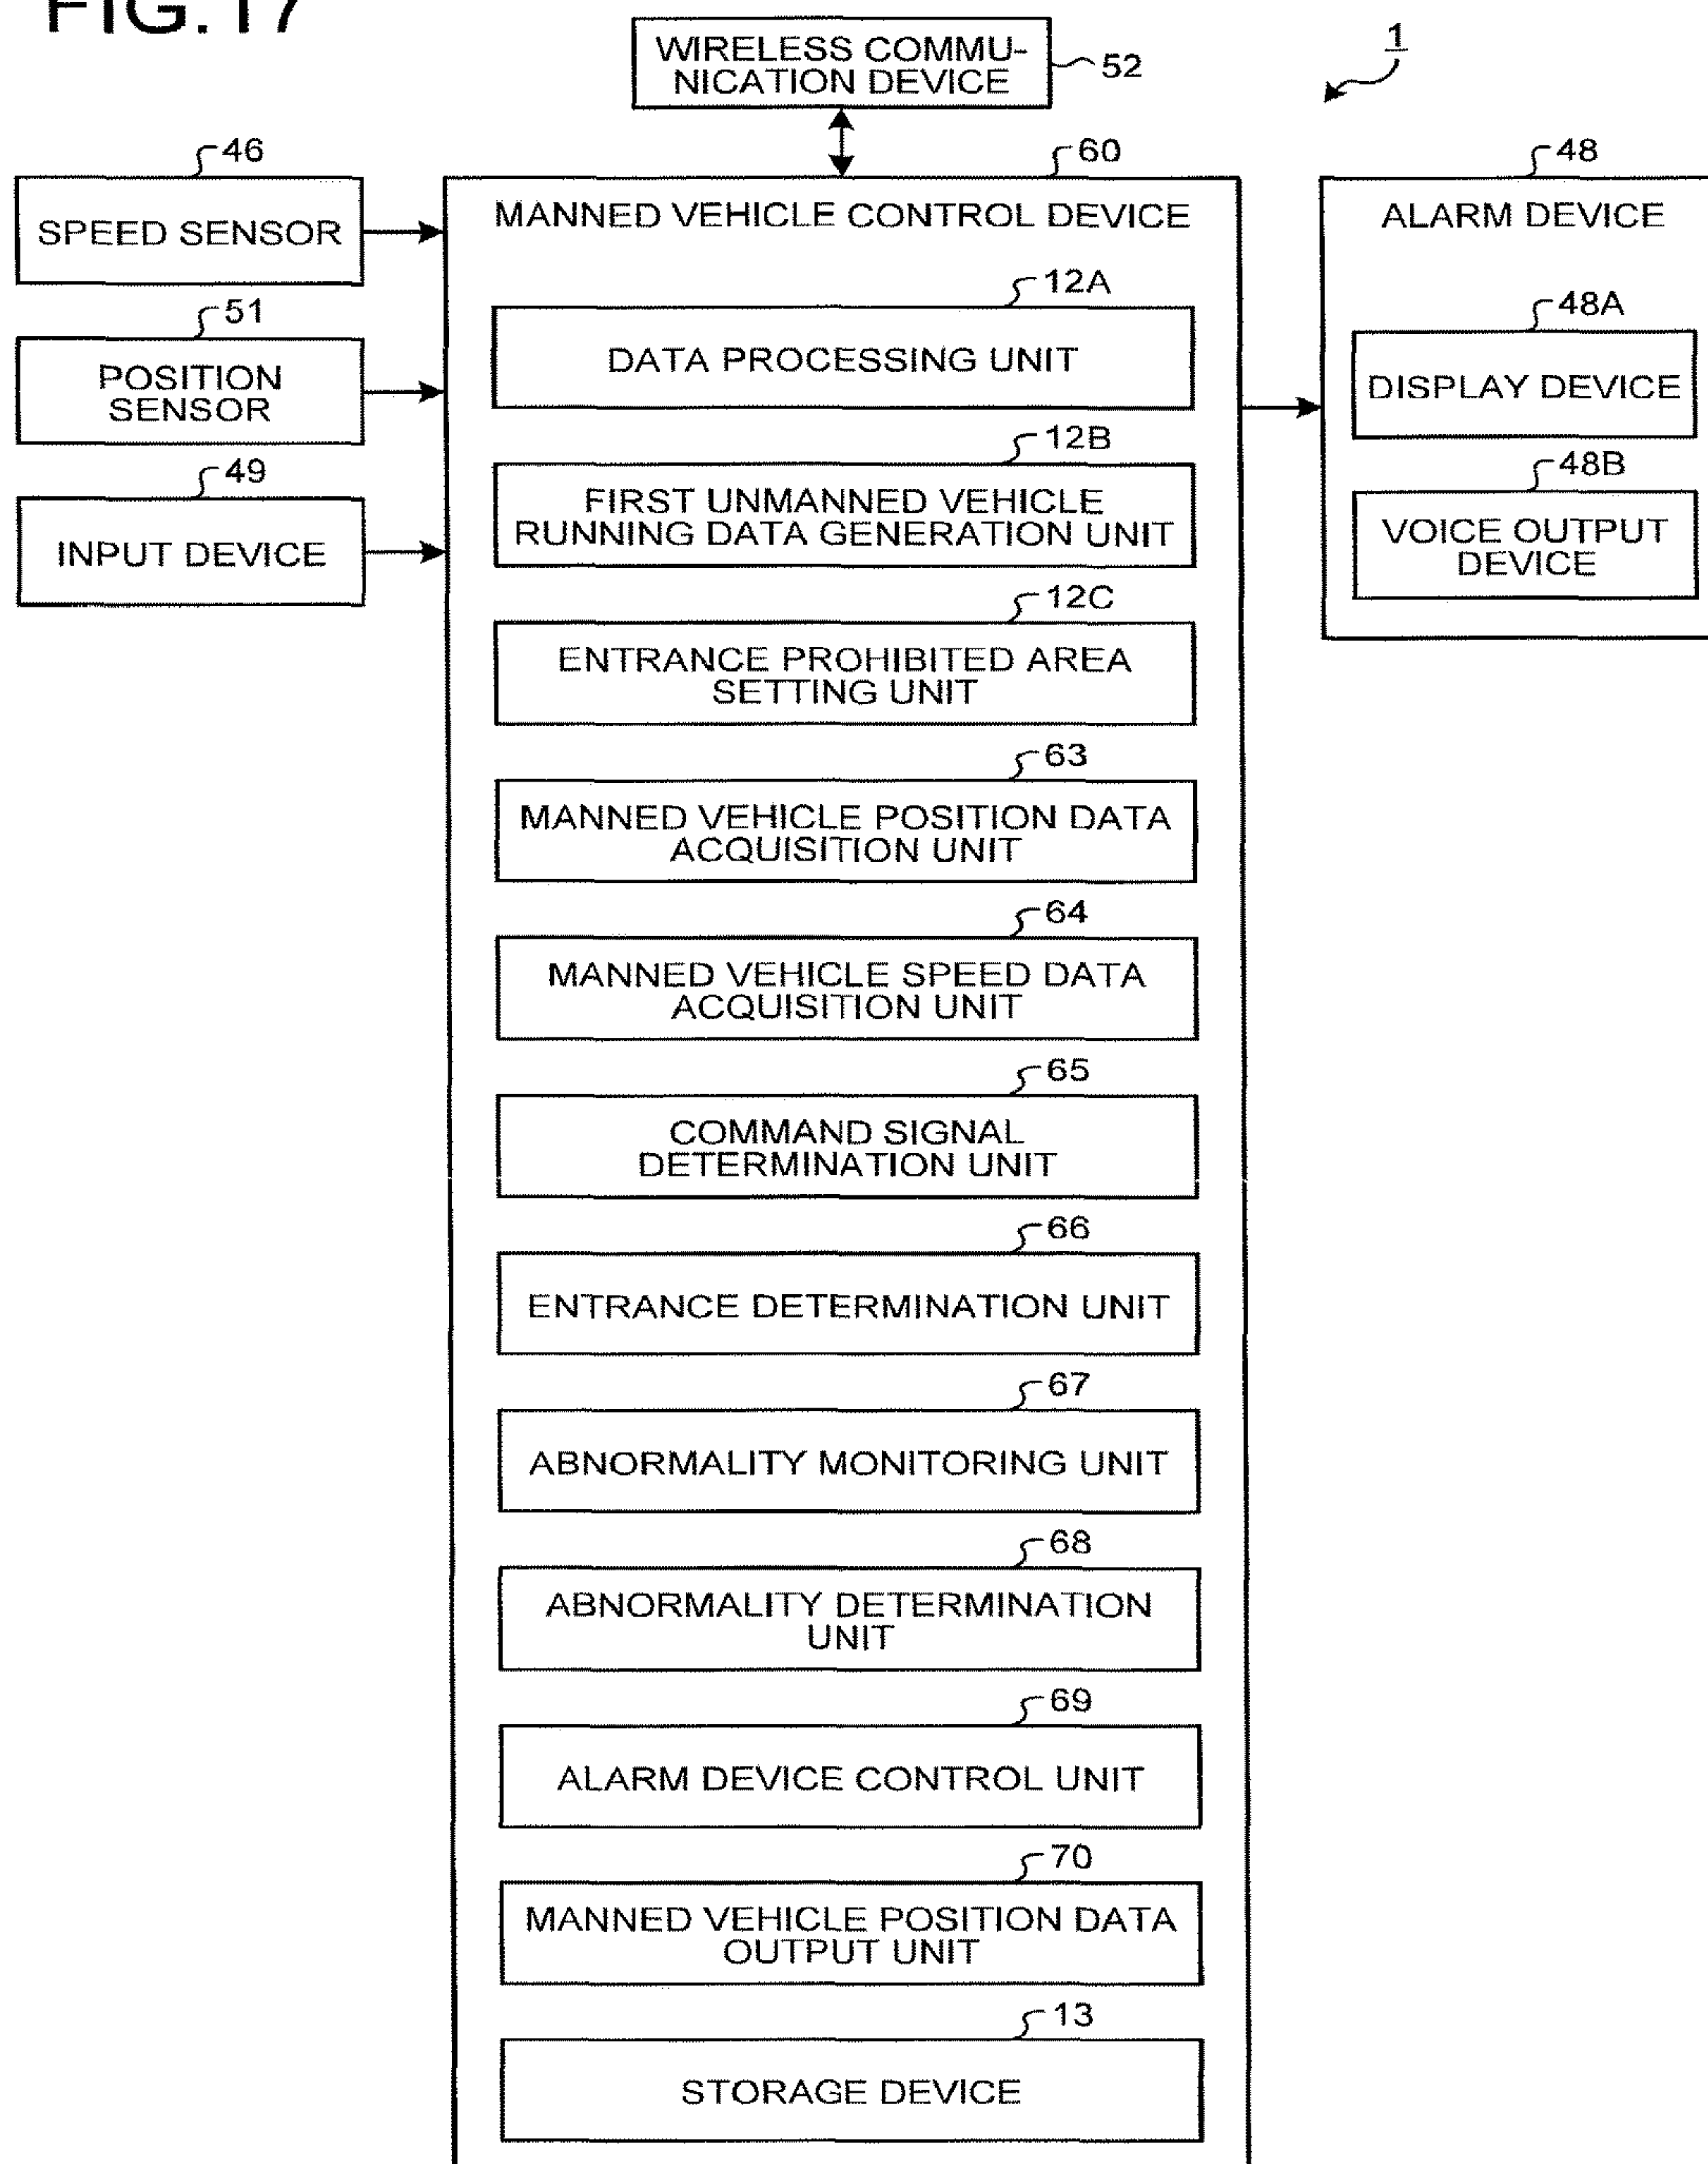 FIG.17
WIRELESS COMMU-
NICATION DEVICE
52
1
46
SPEED SENSOR
51
POSITION
SENSOR
49
INPUT DEVICE
60
MANNED VEHICLE CONTROL DEVICE
12A
DATA PROCESSING UNIT
12B
FIRST UNMANNED VEHICLE
RUNNING DATA GENERATION UNIT
12C
ENTRANCE PROHIBITED AREA
SETTING UNIT
63
MANNED VEHICLE POSITION DATA
ACQUISITION UNIT
64
MANNED VEHICLE SPEED DATA
ACQUISITION UNIT
65
COMMAND SIGNAL
DETERMINATION UNIT
66
ENTRANCE DETERMINATION UNIT
67
ABNORMALITY MONITORING UNIT
68
ABNORMALITY DETERMINATION
UNIT
69
ALARM DEVICE CONTROL UNIT
70
MANNED VEHICLE POSITION DATA
OUTPUT UNIT
13
STORAGE DEVICE
48
ALARM DEVICE
48A
DISPLAY DEVICE
48B
VOICE OUTPUT
DEVICE